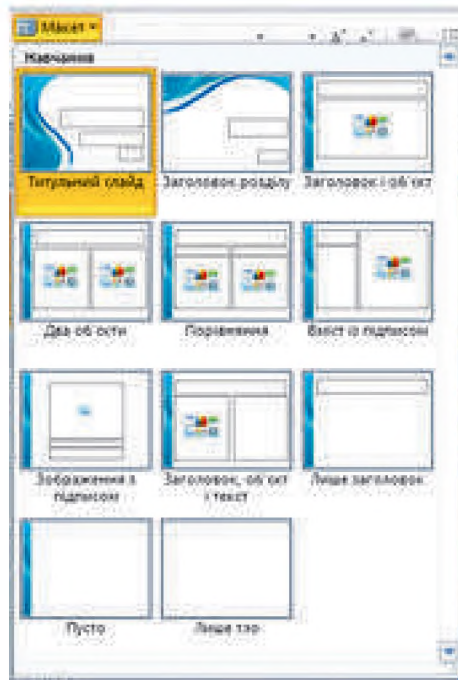 Макет
Навчання
Титульний слайд
Заголовок розділу
Заголовок і об'єкт
Два об'єкти
Порівняння
Вміст із підписом
Зображення з
підписом
Заголовок, об'єкт
і текст
Лише заголовок
Пусто
Лише тло